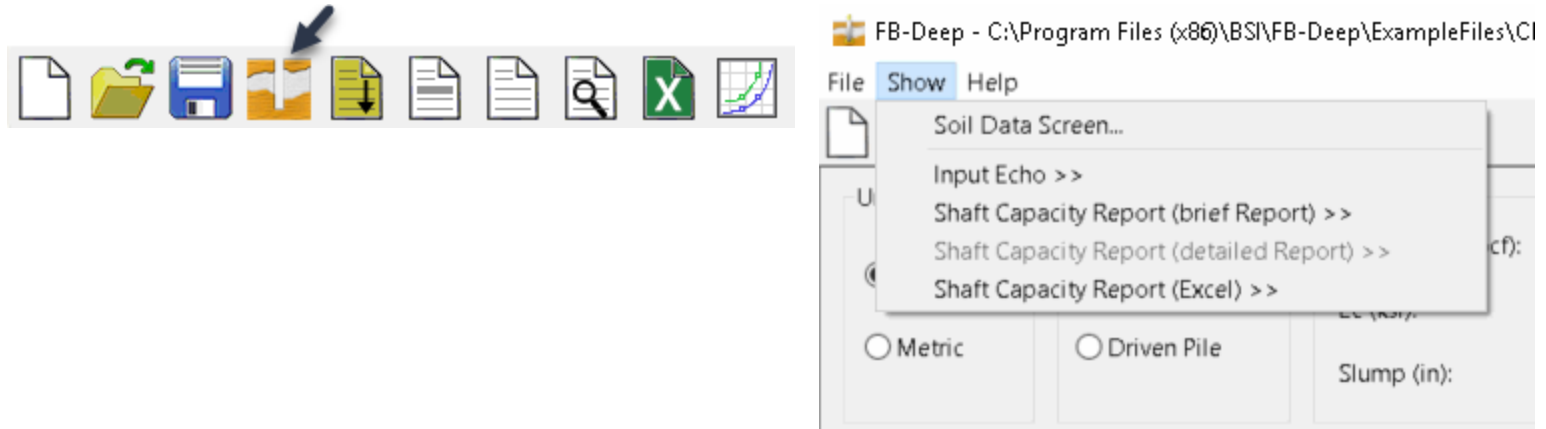 FB-Deep - C:\Program Files (x86)\BSI\FB-Deep\ExampleFiles\
File Show Help
Soil Data Screen...
Input Echo >>
Shaft Capacity Report (brief Report) >>
Shaft Capacity Report (detailed Report) >>
cf):
Shaft Capacity Report (Excel) >>
Metric
Driven Pile
Slump (in):
X